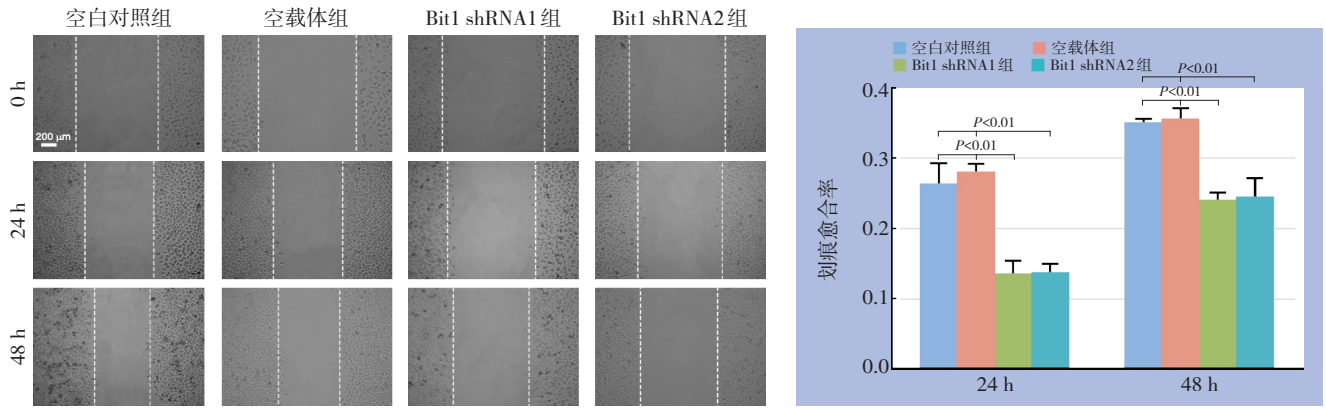 空白对照组 空载体组 Bit1 shRNA1组 Bit1 shRNA2组
0 h
200 μm
24 h
48 h
空白对照组 空载体组
Bit1 shRNA1组 Bit1 shRNA2组
划痕愈合率
0.4
0.3
0.2
0.1
0.0
P<0.01
P<0.01
P<0.01
P<0.01
24 h 48 h